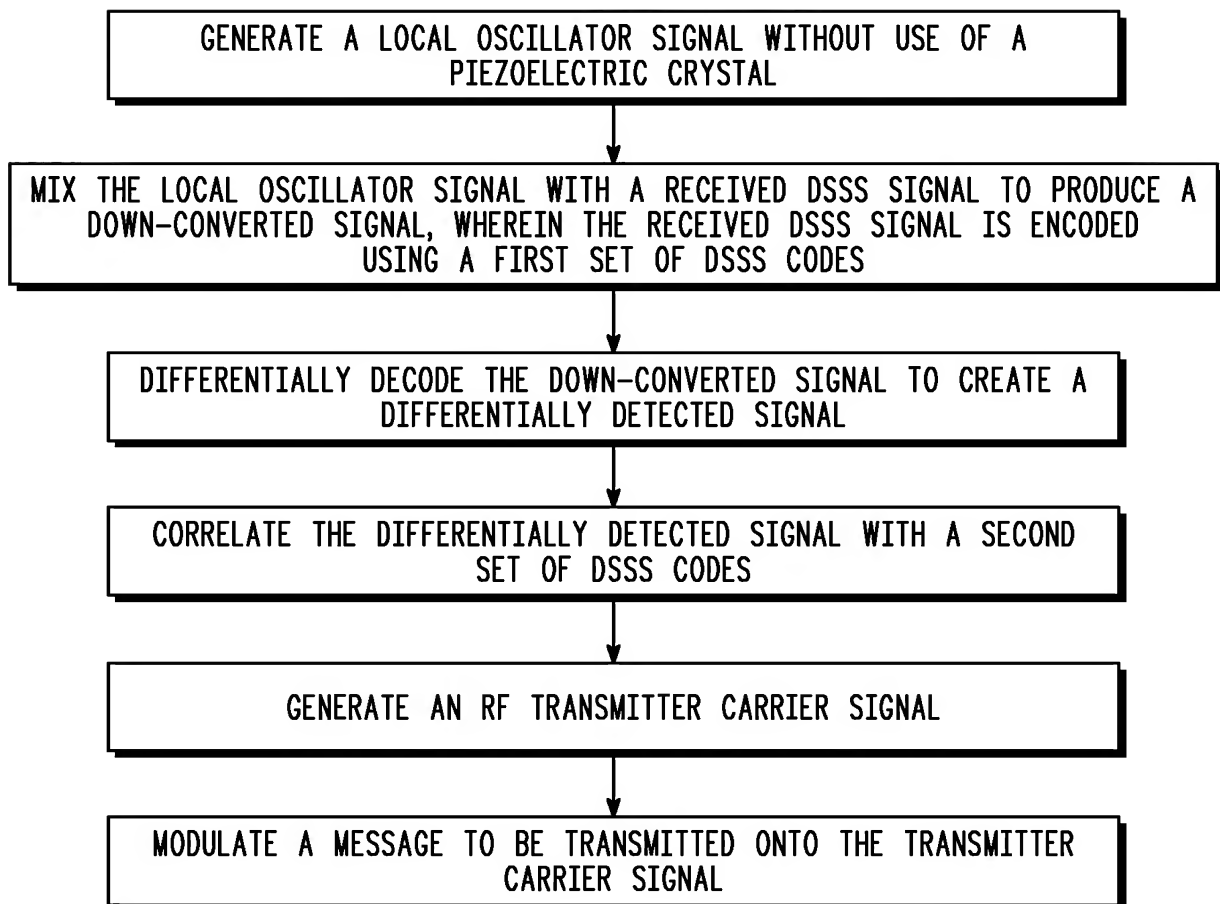 GENERATE A LOCAL OSCILLATOR SIGNAL WITHOUT USE OF A
PIEZOELECTRIC CRYSTAL
MIX THE LOCAL OSCILLATOR SIGNAL WITH A RECEIVED DSSS SIGNAL TO PRODUCE A
DOWN-CONVERTED SIGNAL, WHEREIN THE RECEIVED DSSS SIGNAL IS ENCODED
USING A FIRST SET OF DSSS CODES
DIFFERENTIALLY DECODE THE DOWN-CONVERTED SIGNAL TO CREATE A
DIFFERENTIALLY DETECTED SIGNAL
CORRELATE THE DIFFERENTIALLY DETECTED SIGNAL WITH A SECOND
SET OF DSSS CODES
GENERATE AN RF TRANSMITTER CARRIER SIGNAL
MODULATE A MESSAGE TO BE TRANSMITTED ONTO THE TRANSMITTER
CARRIER SIGNAL